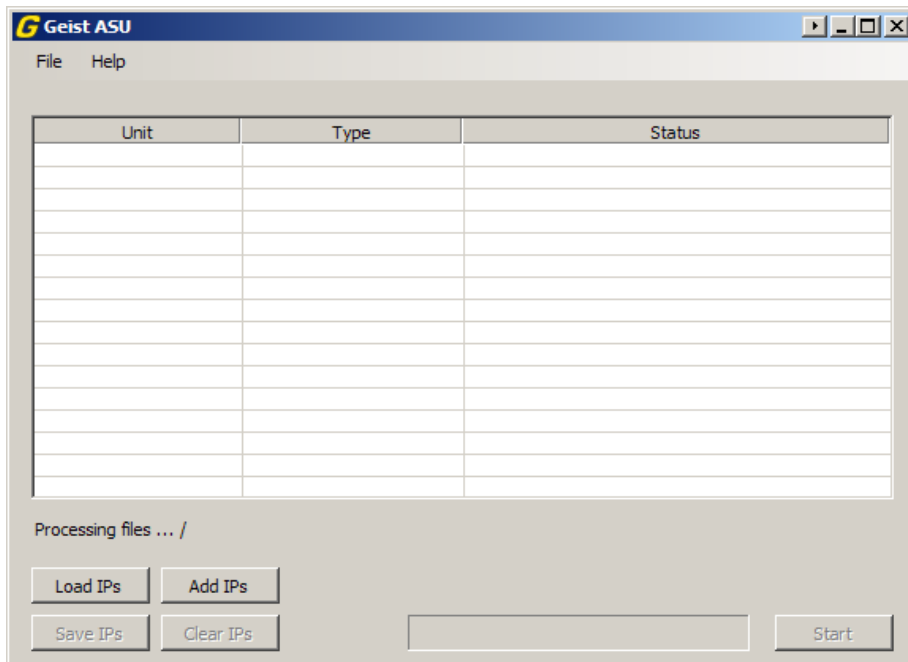 G Geist ASU
File Help
Unit Type Status
Processing files ... /
Load IPs Add IPs
Save IPs Clear IPs Start